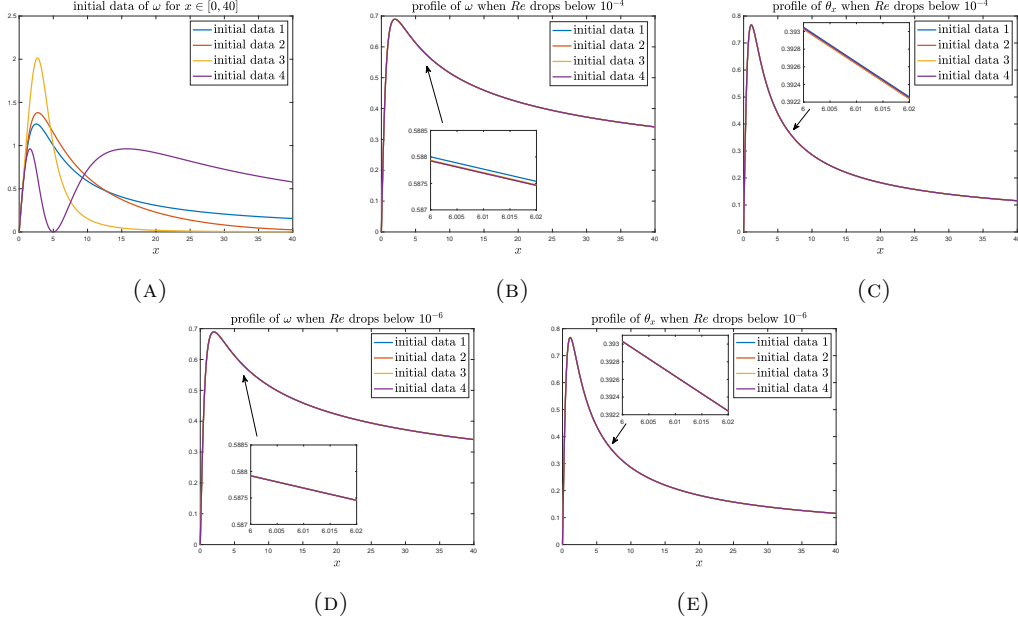 initial data of ω for x ∈ [0, 40]
2.5
2
1.5
1
0.5
0
0 5 10 15 20 25 30 35 40
x
initial data 1
initial data 2
initial data 3
initial data 4
(A)
profile of ω when Re drops below 10⁻⁴
0.7
0.6
0.5
0.4
0.3
0.2
0.1
0
0 5 10 15 20 25 30 35 40
x
initial data 1
initial data 2
initial data 3
initial data 4
0.5885
0.588
0.5875
0.587
6 6.005 6.01 6.015 6.02
(B)
profile of θₓ when Re drops below 10⁻⁴
0.8
0.7
0.6
0.5
0.4
0.3
0.2
0.1
0
0 5 10 15 20 25 30 35 40
x
initial data 1
initial data 2
initial data 3
initial data 4
0.393
0.3928
0.3926
0.3924
0.3922
6 6.005 6.01 6.015 6.02
(C)
profile of ω when Re drops below 10⁻⁶
0.7
0.6
0.5
0.4
0.3
0.2
0.1
0
0 5 10 15 20 25 30 35 40
x
initial data 1
initial data 2
initial data 3
initial data 4
0.5885
0.588
0.5875
0.587
6 6.005 6.01 6.015 6.02
(D)
profile of θₓ when Re drops below 10⁻⁶
0.8
0.7
0.6
0.5
0.4
0.3
0.2
0.1
0
0 5 10 15 20 25 30 35 40
x
initial data 1
initial data 2
initial data 3
initial data 4
0.393
0.3928
0.3926
0.3924
0.3922
6 6.005 6.01 6.015 6.02
(E)